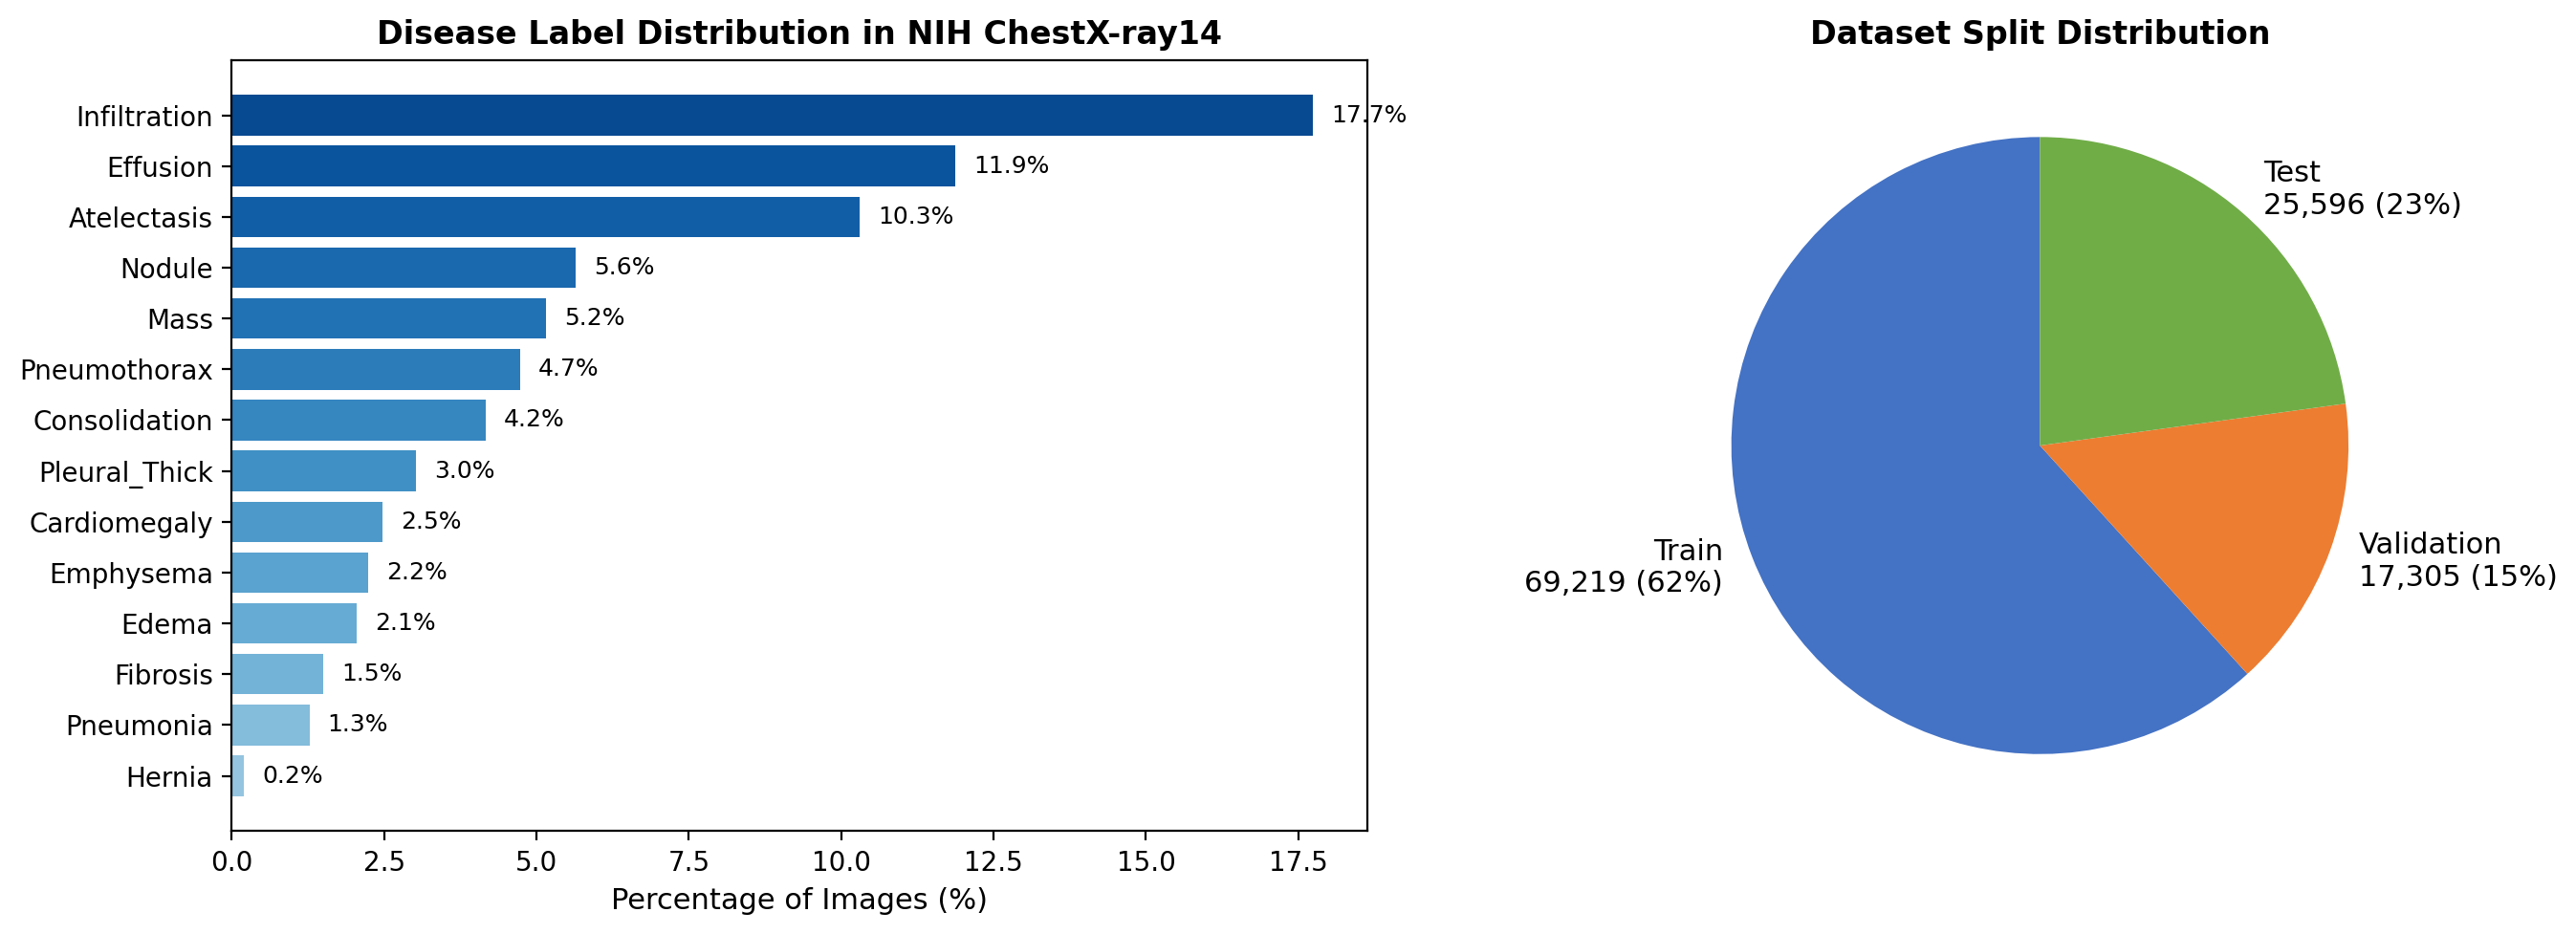 Disease Label Distribution in NIH ChestX-ray14
Infiltration 17.7%
Effusion 11.9%
Atelectasis 10.3%
Nodule 5.6%
Mass 5.2%
Pneumothorax 4.7%
Consolidation 4.2%
Pleural_Thick 3.0%
Cardiomegaly 2.5%
Emphysema 2.2%
Edema 2.1%
Fibrosis 1.5%
Pneumonia 1.3%
Hernia 0.2%
0.0 2.5 5.0 7.5 10.0 12.5 15.0 17.5
Percentage of Images (%)
Dataset Split Distribution
Test
25,596 (23%)
Train
69,219 (62%)
Validation
17,305 (15%)